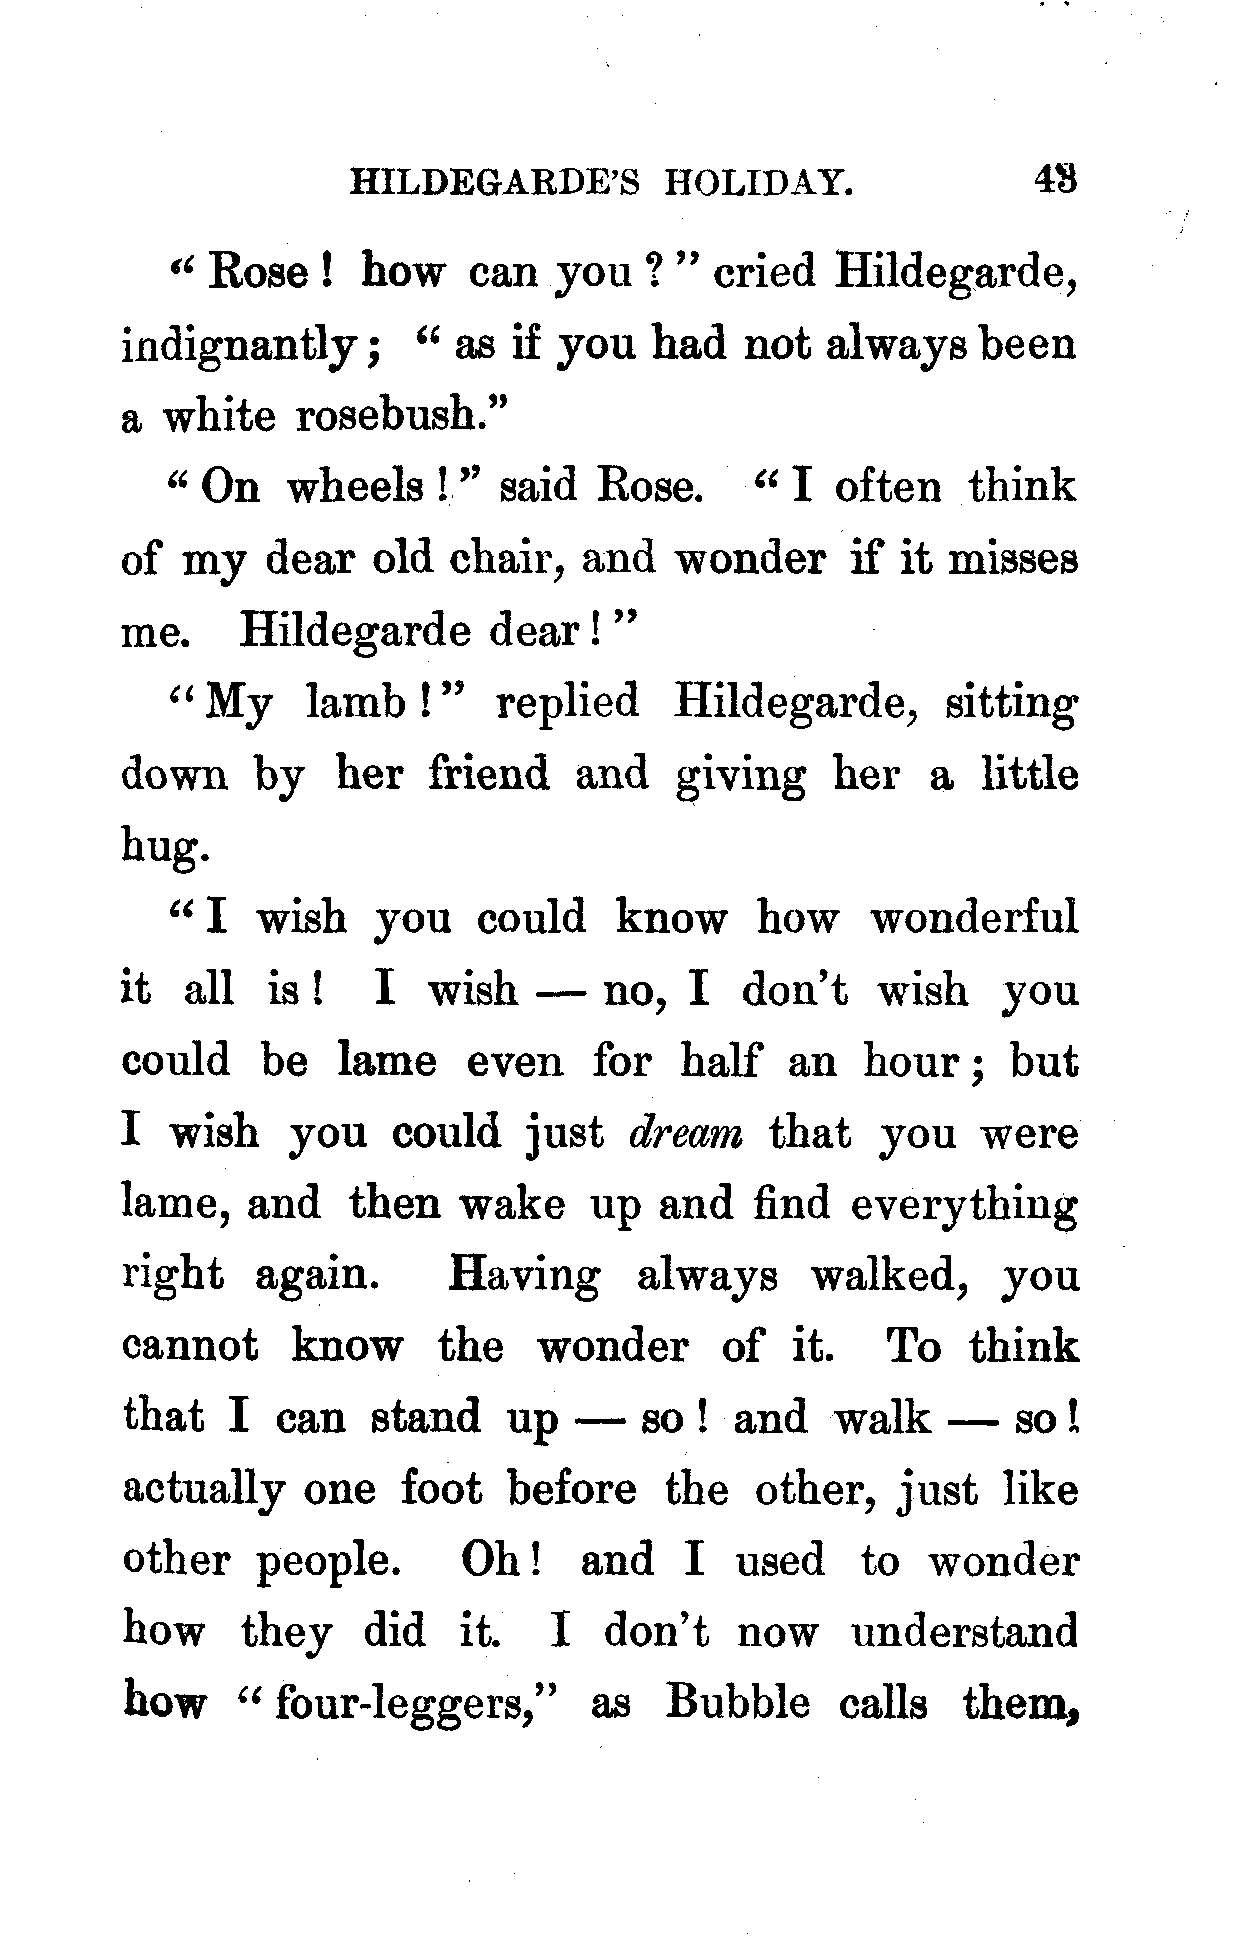 HILDEGARDE'S HOLIDAY. 43
“ Rose ! how can you ? ” cried Hildegarde,
indignantly ; “ as if you had not always been
a white rosebush.”
“ On wheels ! ” said Rose. “ I often think
of my dear old chair, and wonder if it misses
me. Hildegarde dear ! ”
“ My lamb ! ” replied Hildegarde, sitting
down by her friend and giving her a little
hug.
“ I wish you could know how wonderful
it all is ! I wish — no, I don't wish you
could be lame even for half an hour ; but
I wish you could just dream that you were
lame, and then wake up and find everything
right again. Having always walked, you
cannot know the wonder of it. To think
that I can stand up — so ! and walk — so !
actually one foot before the other, just like
other people. Oh ! and I used to wonder
how they did it. I don't now understand
how “ four-leggers,” as Bubble calls them,